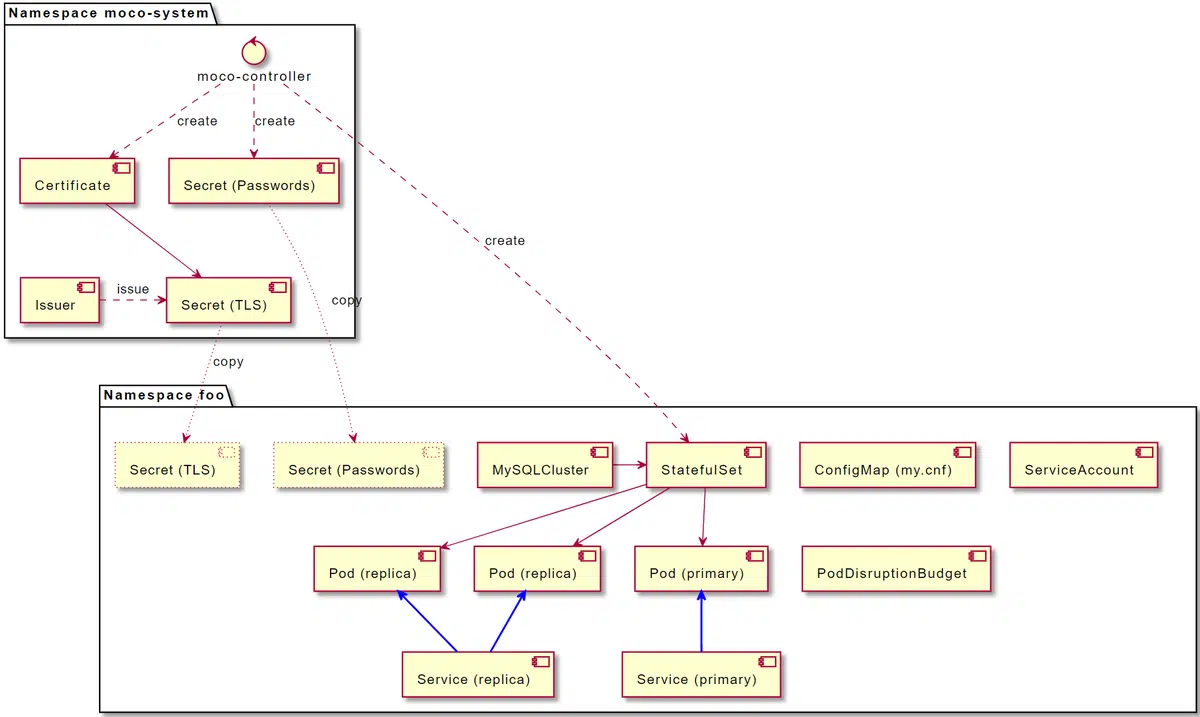 Namespace moco-system
moco-controller
create
create
Certificate
Secret (Passwords)
create
Issuer
issue
Secret (TLS)
copy
copy
Namespace foo
Secret (TLS)
Secret (Passwords)
MySQLCluster
StatefulSet
ConfigMap (my.cnf)
ServiceAccount
Pod (replica)
Pod (replica)
Pod (primary)
PodDisruptionBudget
Service (replica)
Service (primary)